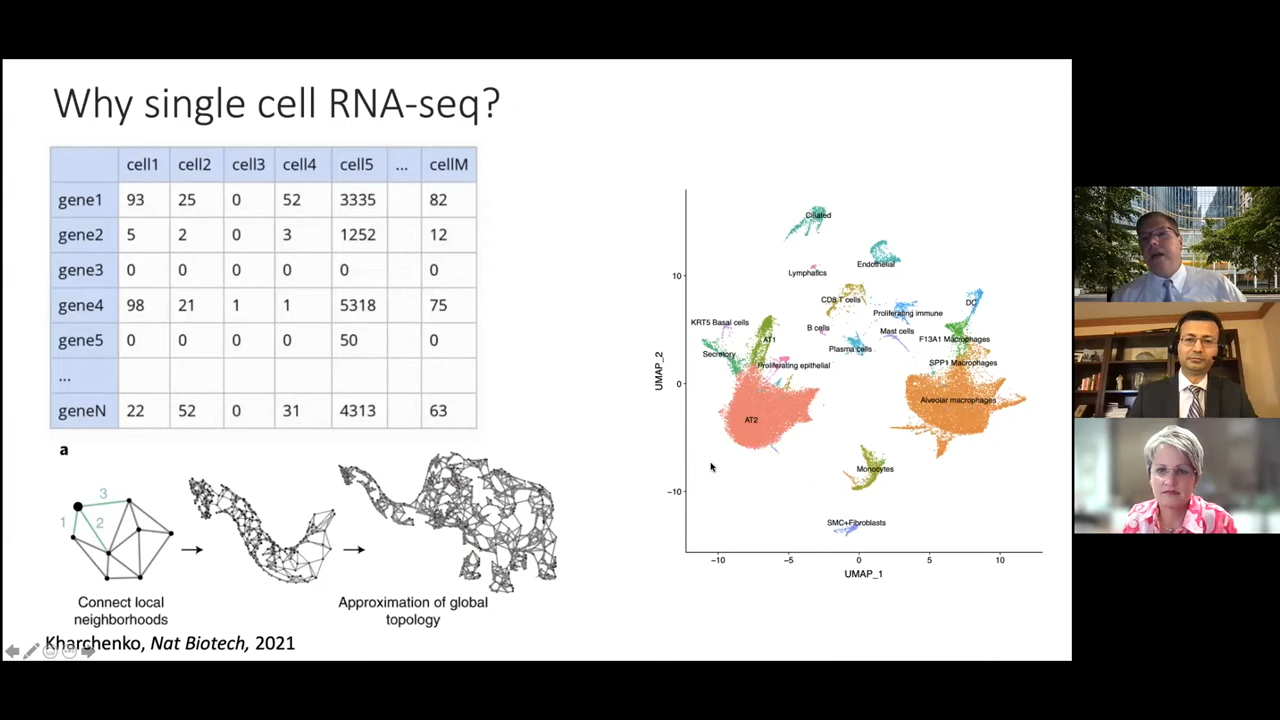 Why single cell RNA-seq?
cell1 cell2 cell3 cell4 cell5 ... cellM
gene1 93 25 0 52 3335 82
gene2 5 2 0 3 1252 12
gene3 0 0 0 0 0 0
gene4 98 21 1 1 5318 75
gene5 0 0 0 0 50 0
...
geneN 22 52 0 31 4313 63
a
3
1
2
Connect local
neighborhoods
Approximation of global
topology
Kharchenko, Nat Biotech, 2021
UMAP_2
10
0
−10
Ciliated
Endothelial
Lymphatics
CD8 T cells
DC
Proliferating immune
KRT5 Basal cells
B cells
Mast cells
AT1
F13A1 Macrophages
Plasma cells
Secretory
SPP1 Macrophages
Proliferating epithelial
Alveolar macrophages
AT2
Monocytes
SMC+Fibroblasts
−10 −5 0 5 10
UMAP_1